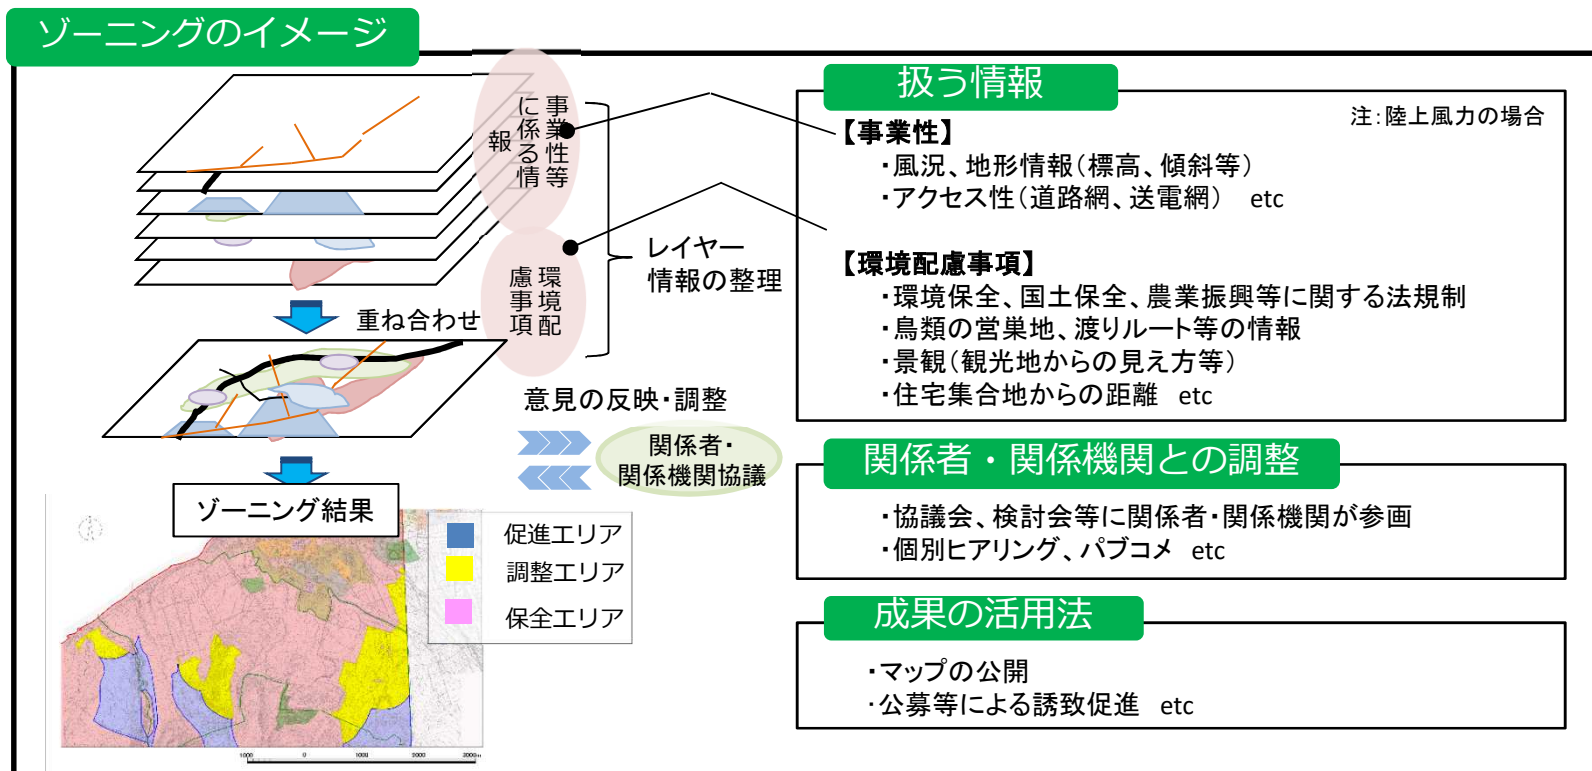 ゾーニングのイメージ
事業性等
に係る情
報
環境配
慮事項
レイヤー
情報の整理
重ね合わせ
意見の反映・調整
関係者・
関係機関協議
ゾーニング結果
促進エリア
調整エリア
保全エリア
1000 0 1000 2000 3000m
扱う情報
注：陸上風力の場合
【事業性】
・風況、地形情報（標高、傾斜等）
・アクセス性（道路網、送電網） etc
【環境配慮事項】
・環境保全、国土保全、農業振興等に関する法規制
・鳥類の営巣地、渡りルート等の情報
・景観（観光地からの見え方等）
・住宅集合地からの距離 etc
関係者・関係機関との調整
・協議会、検討会等に関係者・関係機関が参画
・個別ヒアリング、パブコメ etc
成果の活用法
・マップの公開
・公募等による誘致促進 etc